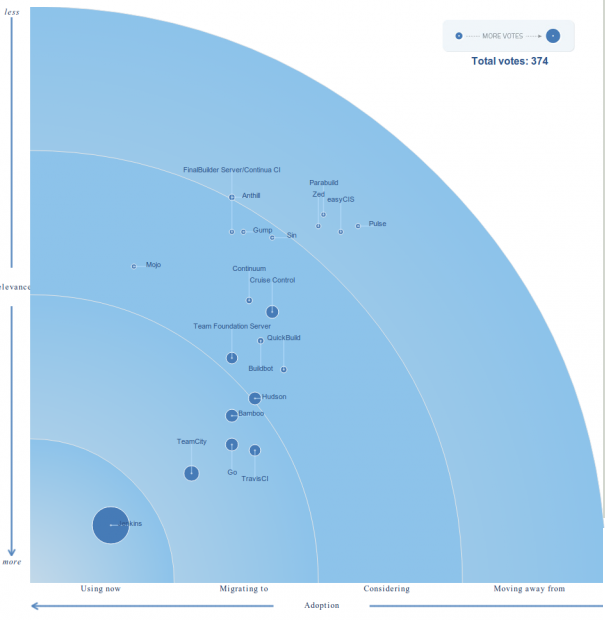 less
MORE VOTES
Total votes: 374
FinalBuilder Server/Continua CI
Parabuild
Zed
Anthill
easyCIS
Pulse
Gump
Sin
Mojo
Continuum
Cruise Control
levance
Team Foundation Server
QuickBuild
Buildbot
Hudson
Bamboo
TeamCity
Go
TravisCI
more
Using now
Migrating to
Considering
Moving away from
Adoption